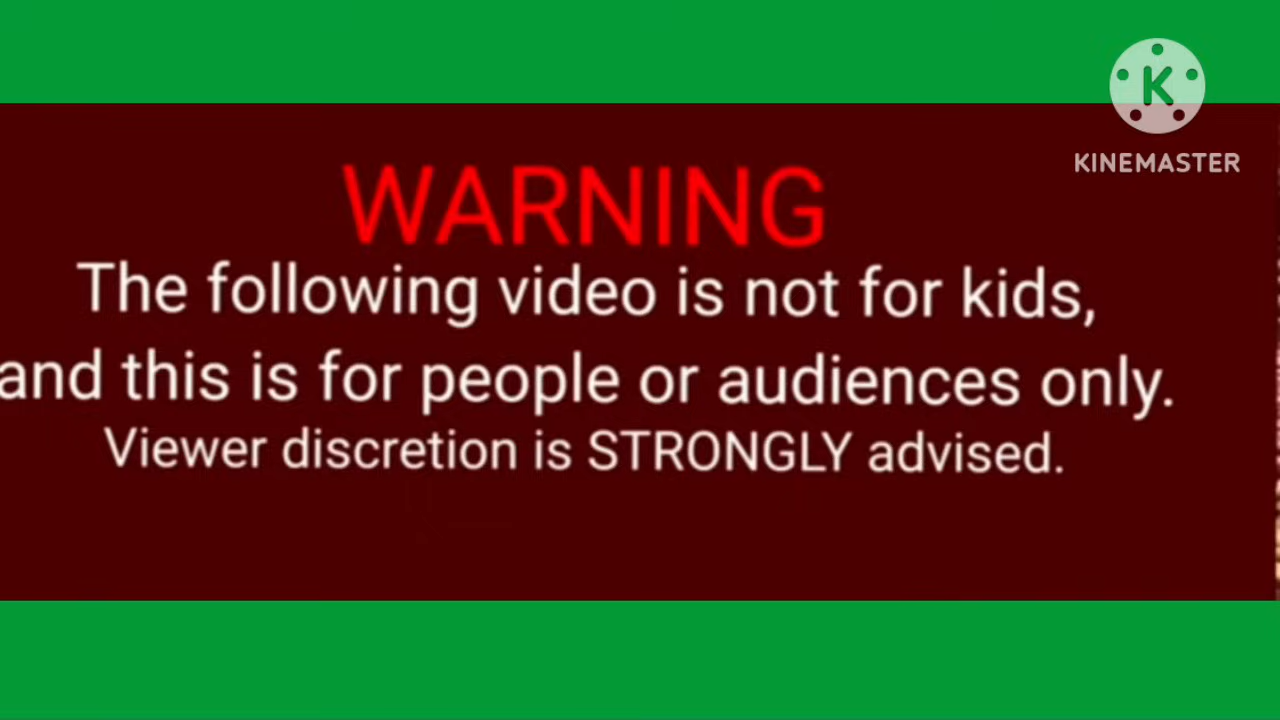 K
KINEMASTER
WARNING
The following video is not for kids,
and this is for people or audiences only.
Viewer discretion is STRONGLY advised.